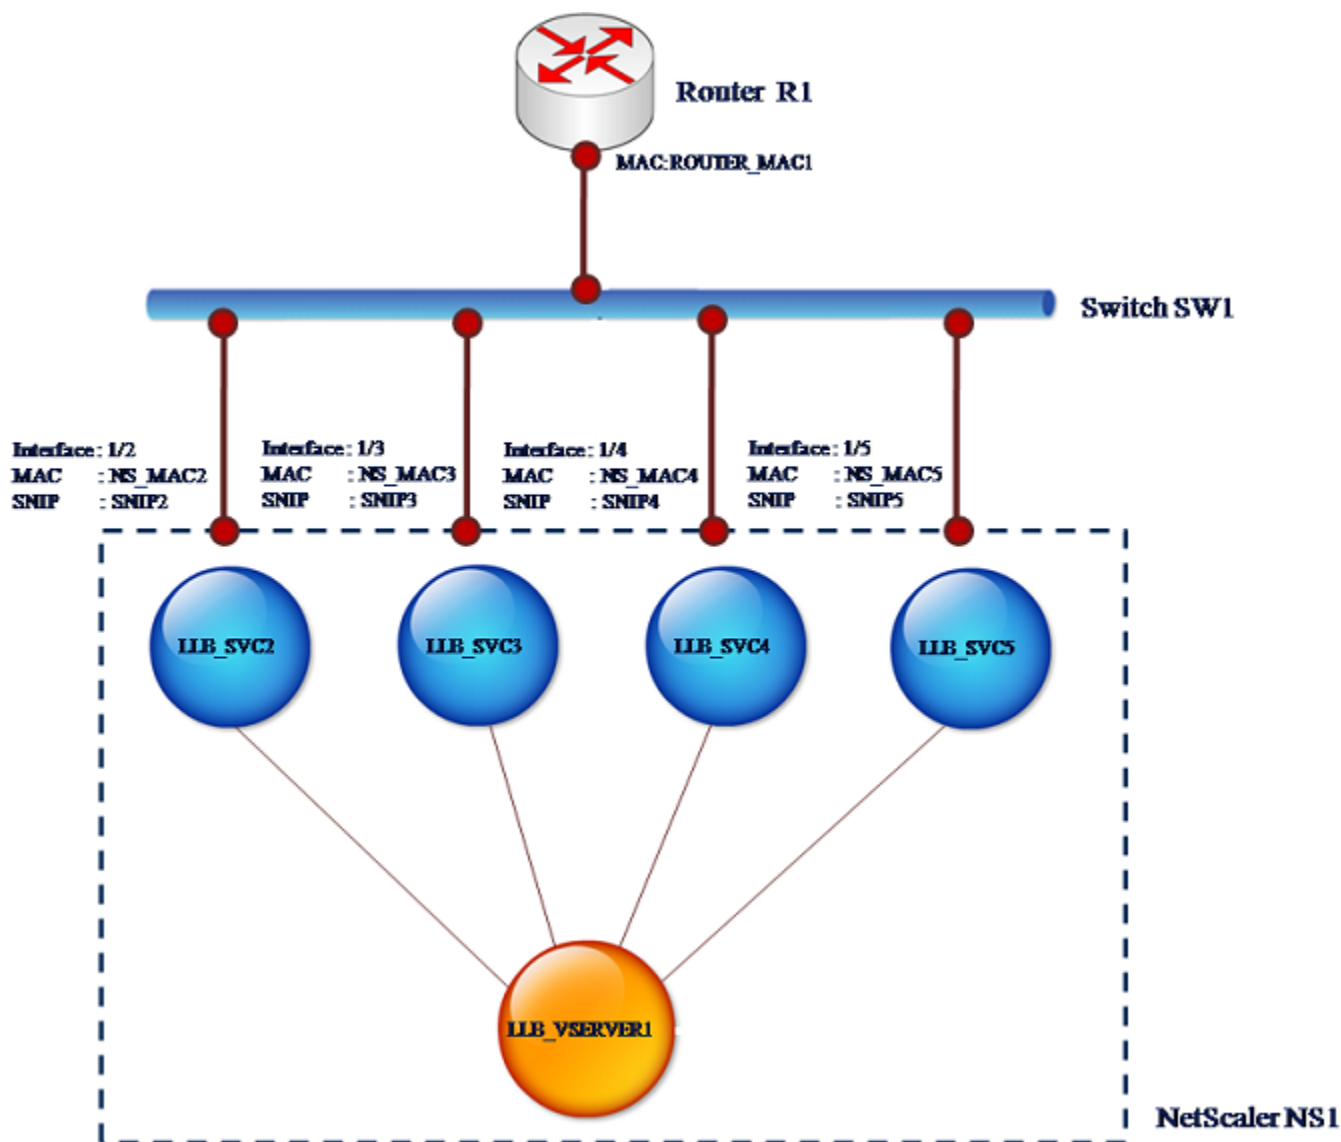 Router R1
MAC:ROUTER_MAC1
Switch SW1
Interface : 1/2
MAC : NS_MAC2
SNIP : SNIP2
Interface : 1/3
MAC : NS_MAC3
SNIP : SNIP3
Interface : 1/4
MAC : NS_MAC4
SNIP : SNIP4
Interface : 1/5
MAC : NS_MAC5
SNIP : SNIP5
LLB_SVC2
LLB_SVC3
LLB_SVC4
LLB_SVC5
LLB_VSERVER1
NetScaler NS1